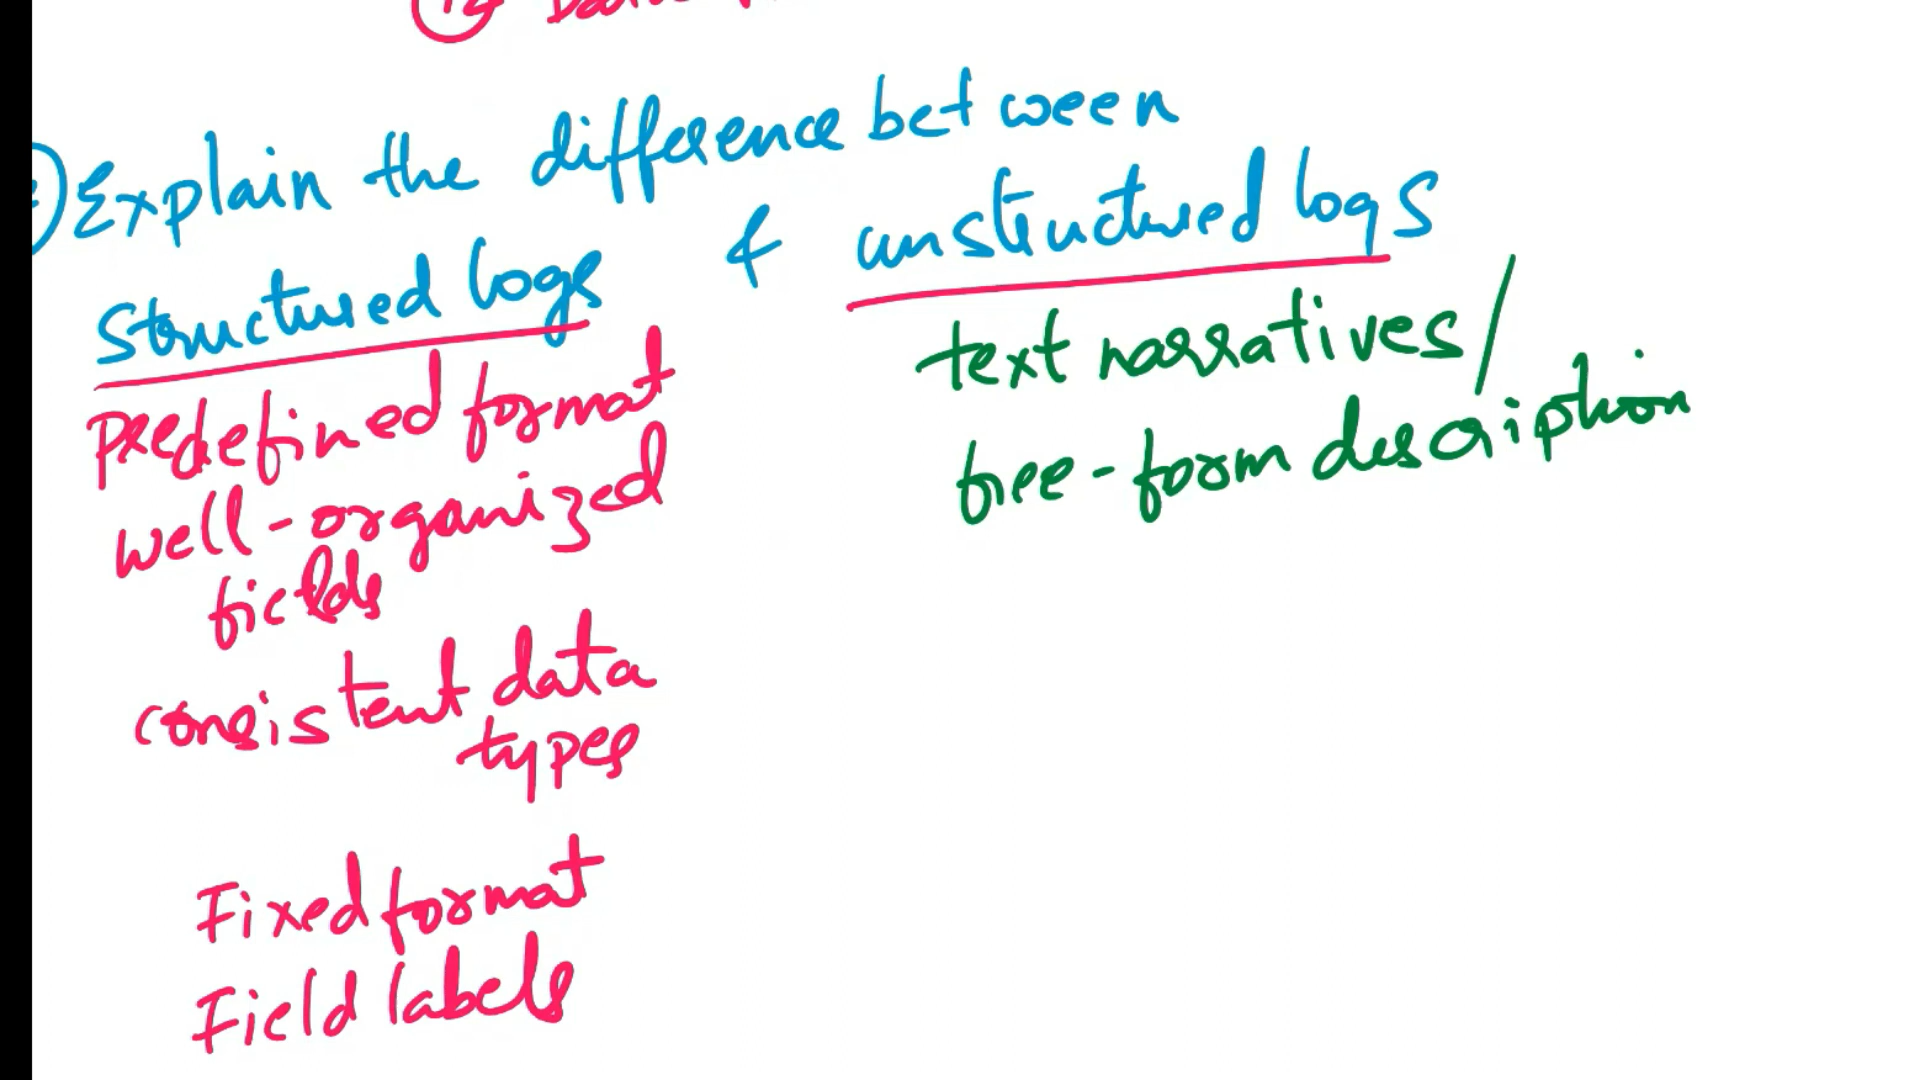 Explain the difference between
Structured logs & unstructured logs
predefined format
well-organized
fields
consistent data
types
Fixed format
Field labels
text narratives/
free-form description